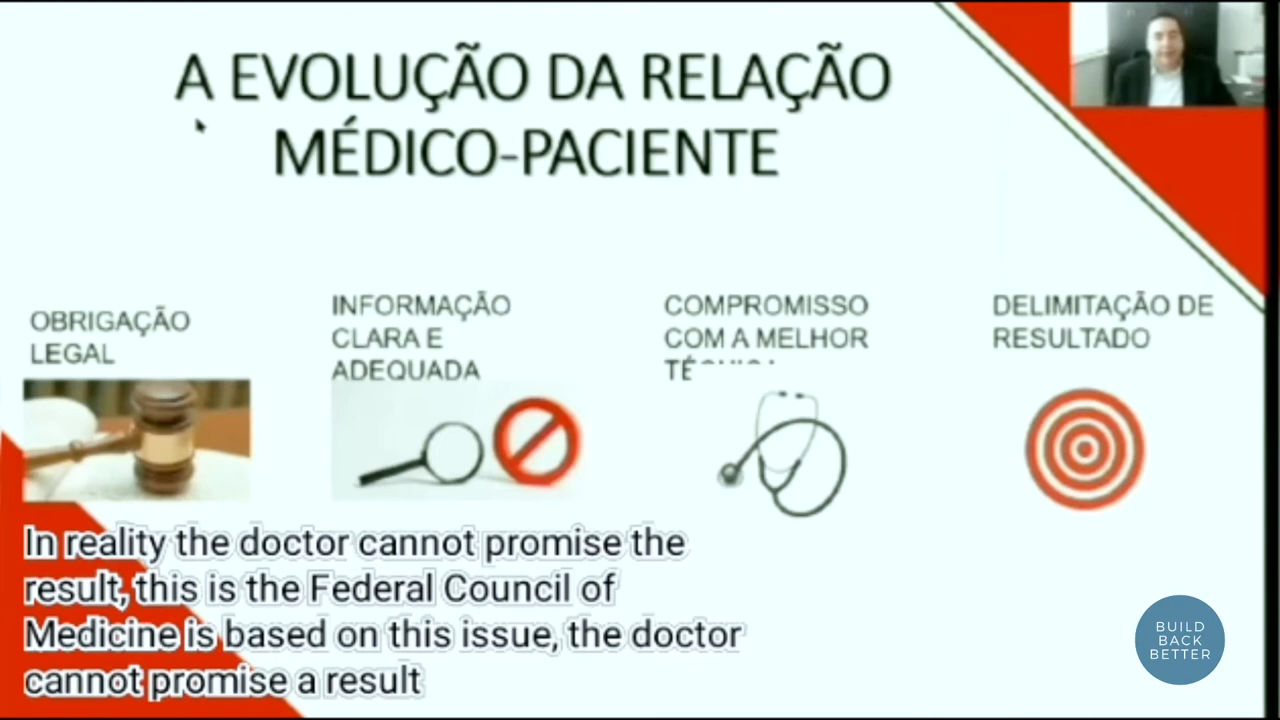 A EVOLUÇÃO DA RELAÇÃO
MÉDICO-PACIENTE
OBRIGAÇÃO
LEGAL
INFORMAÇÃO
CLARA E
ADEQUADA
COMPROMISSO
COM A MELHOR
DELIMITAÇÃO DE
RESULTADO
In reality the doctor cannot promise the
result, this is the Federal Council of
Medicine is based on this issue, the doctor
cannot promise a result
BUILD
BACK
BETTER